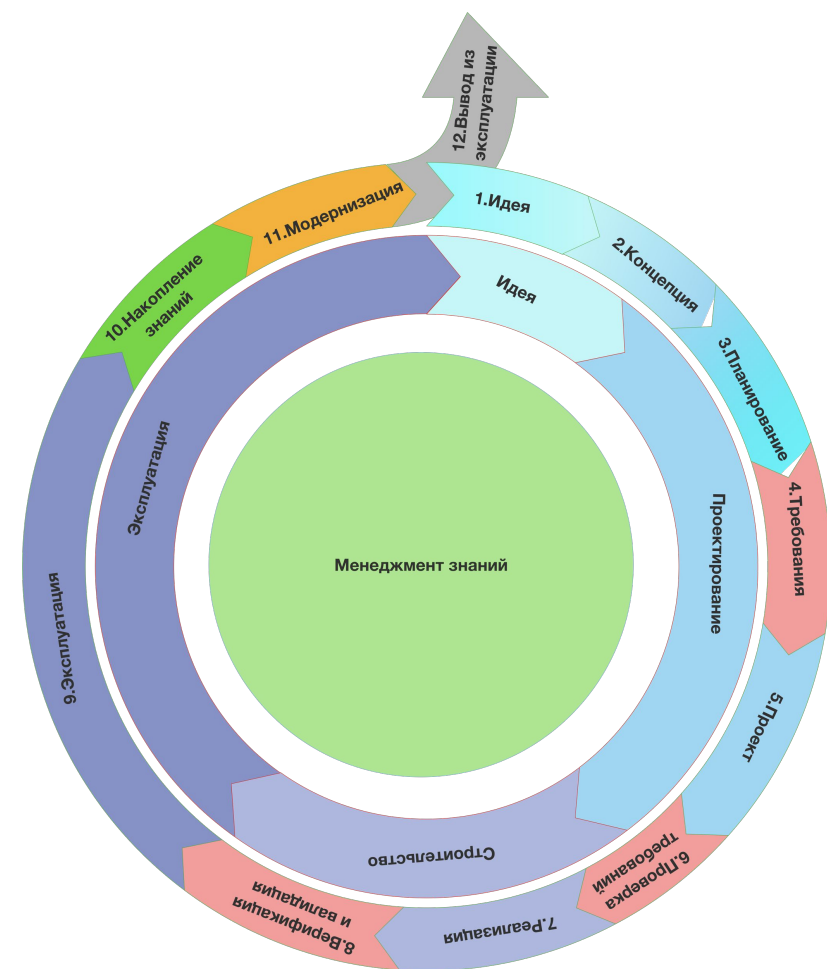 12.Вывод из
эксплуатации
1.Идея
2.Концепция
3.Планирование
4.Требования
5.Проект
6.Проверка
требований
7.Реализация
8.Верификация
и валидация
9.Эксплуатация
10.Накопление
знаний
11.Модернизация
Идея
Проектирование
Строительство
Эксплуатация
Менеджмент знаний